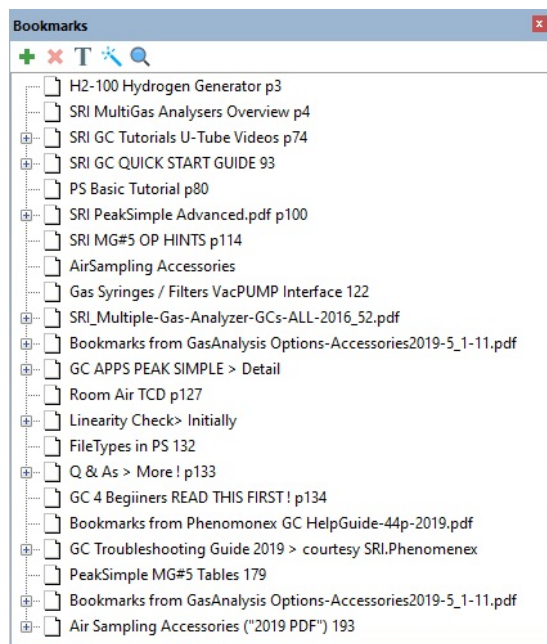 Bookmarks
H2-100 Hydrogen Generator p3
SRI MultiGas Analysers Overview p4
SRI GC Tutorials U-Tube Videos p74
SRI GC QUICK START GUIDE 93
PS Basic Tutorial p80
SRI PeakSimple Advanced.pdf p100
SRI MG#5 OP HINTS p114
AirSampling Accessories
Gas Syringes / Filters VacPUMP Interface 122
SRI_Multiple-Gas-Analyzer-GCs-ALL-2016_52.pdf
Bookmarks from GasAnalysis Options-Accessories2019-5_1-11.pdf
GC APPS PEAK SIMPLE > Detail
Room Air TCD p127
Linearity Check> Initially
FileTypes in PS 132
Q & As > More ! p133
GC 4 Begiiners READ THIS FIRST ! p134
Bookmarks from Phenomonex GC HelpGuide-44p-2019.pdf
GC Troubleshooting Guide 2019 > courtesy SRI.Phenomenex
PeakSimple MG#5 Tables 179
Bookmarks from GasAnalysis Options-Accessories2019-5_1-11.pdf
Air Sampling Accessories ("2019 PDF") 193